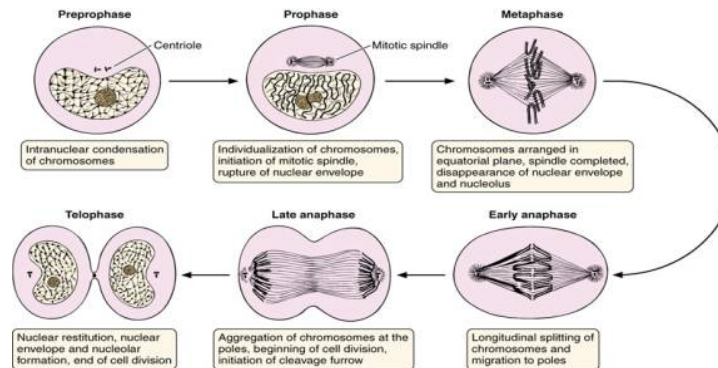 Preprophase
Prophase
Metaphase
Centriole
Mitotic spindle
Intranuclear condensation
of chromosomes
Individualization of chromosomes,
initiation of mitotic spindle,
rupture of nuclear envelope
Chromosomes arranged in
equatorial plane, spindle completed,
disappearance of nuclear envelope
and nucleolus
Telophase
Late anaphase
Early anaphase
Nuclear restitution, nuclear
envelope and nucleolar
formation, end of cell division
Aggregation of chromosomes at the
poles, beginning of cell division,
initiation of cleavage furrow
Longitudinal splitting of
chromosomes and
migration to poles